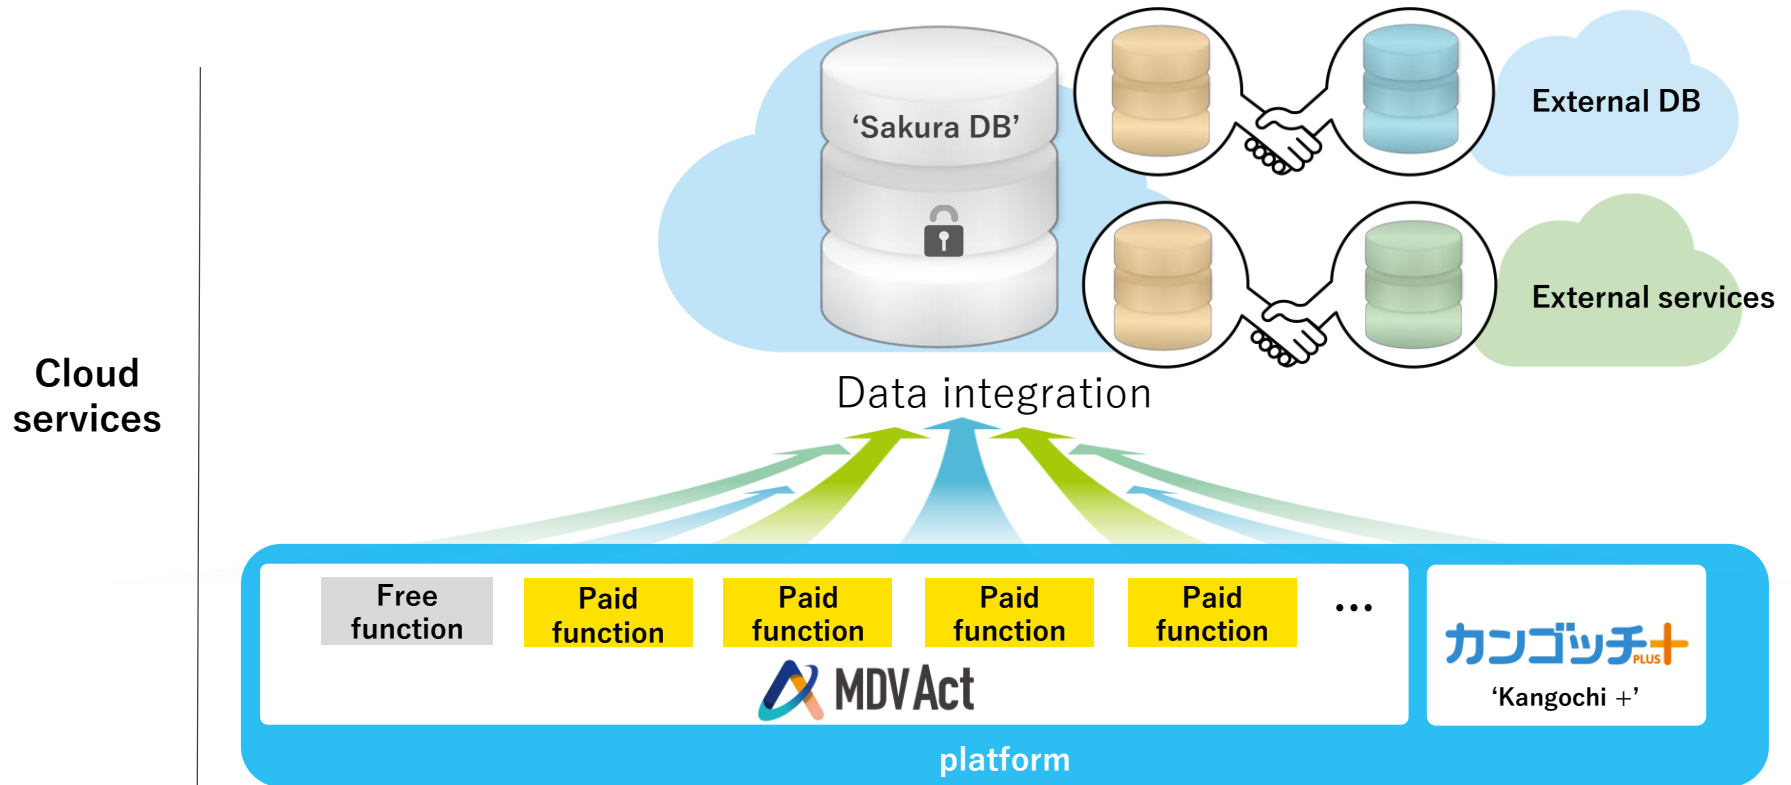 ‘Sakura DB’
External DB
External services
Cloud
services
Data integration
Free
function
Paid
function
Paid
function
Paid
function
Paid
function
...
MDV Act
カンゴッチ+
PLUS
‘Kangochi +’
platform